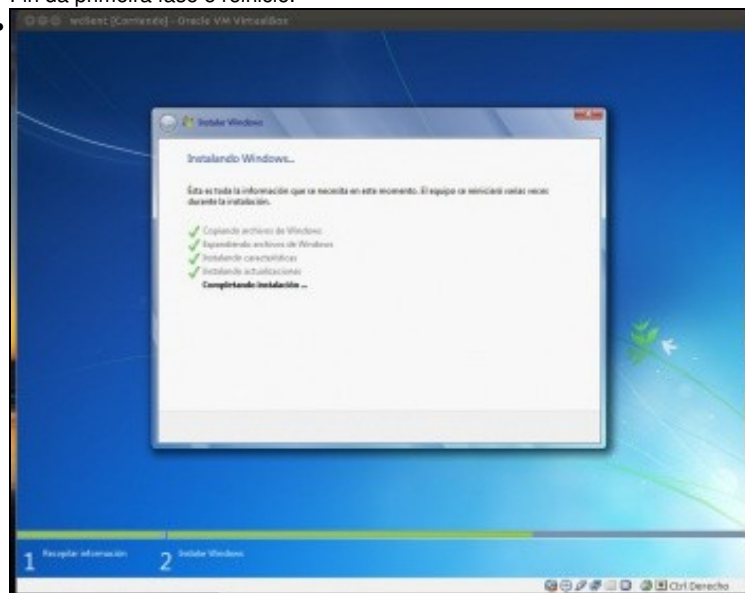 Fin da primeira fase e reinicio.
wclient [Corriendo] - Oracle VM VirtualBox
Instalar Windows
Instalando Windows...
Ésta es toda la información que se necesita en este momento. El equipo se reiniciará varias veces
durante la instalación.
Copiando archivos de Windows
Expandiendo archivos de Windows
Instalando características
Instalando actualizaciones
Completando instalación ...
1 Recopilar información
2 Instalar Windows
Ctrl Derecho